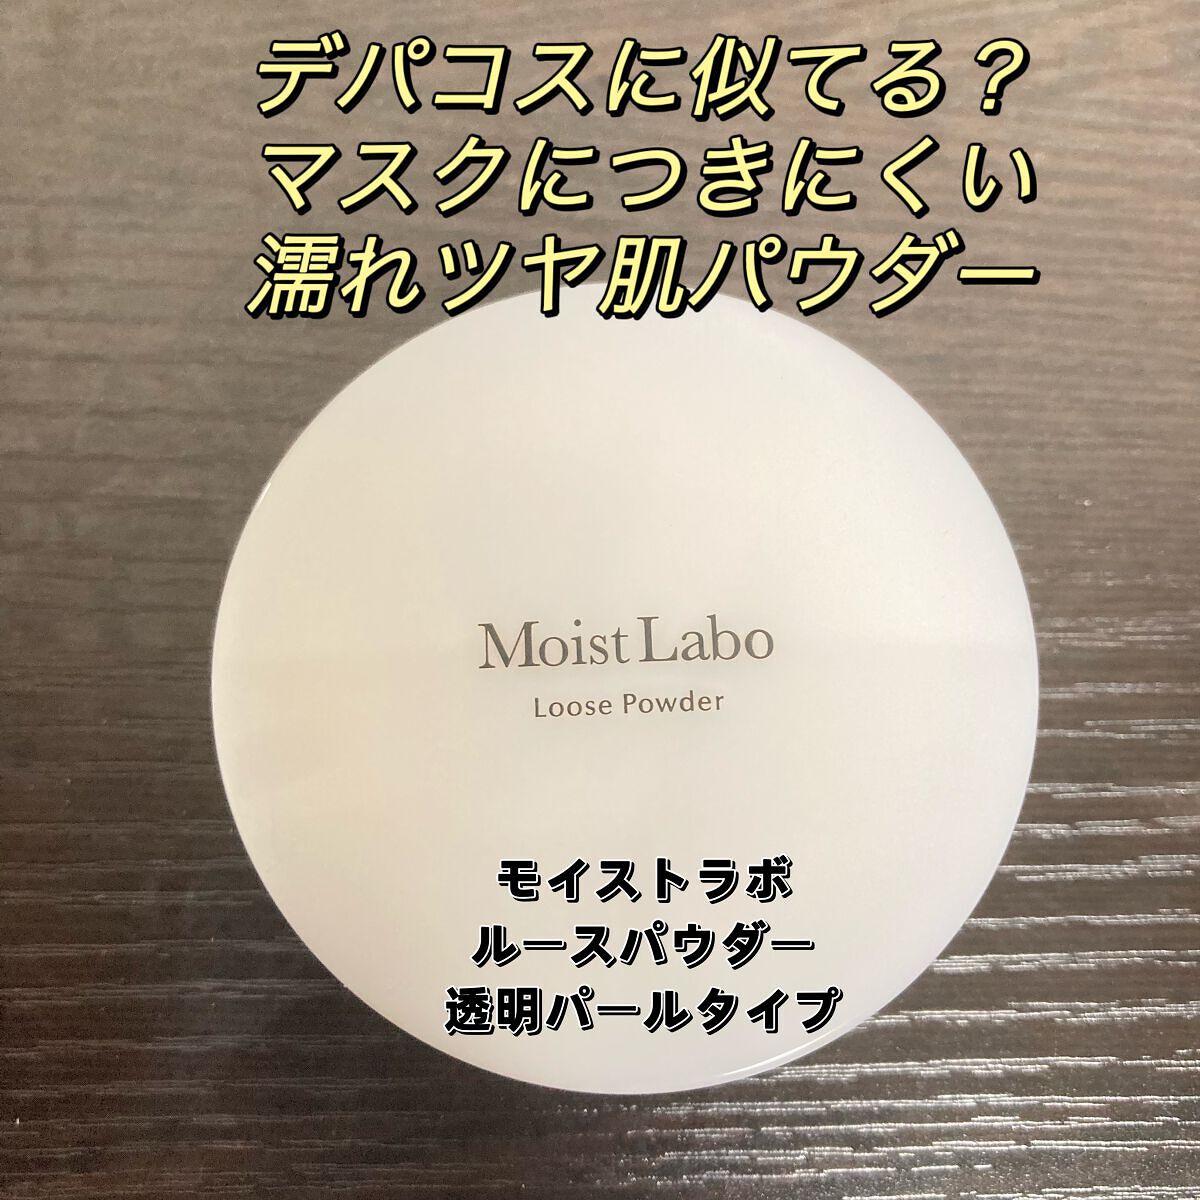 デパコスに似てる？
マスクにつきにくい
濡れツヤ肌パウダー
Moist Labo
Loose Powder
モイストラボ
ルースパウダー
透明パールタイプ